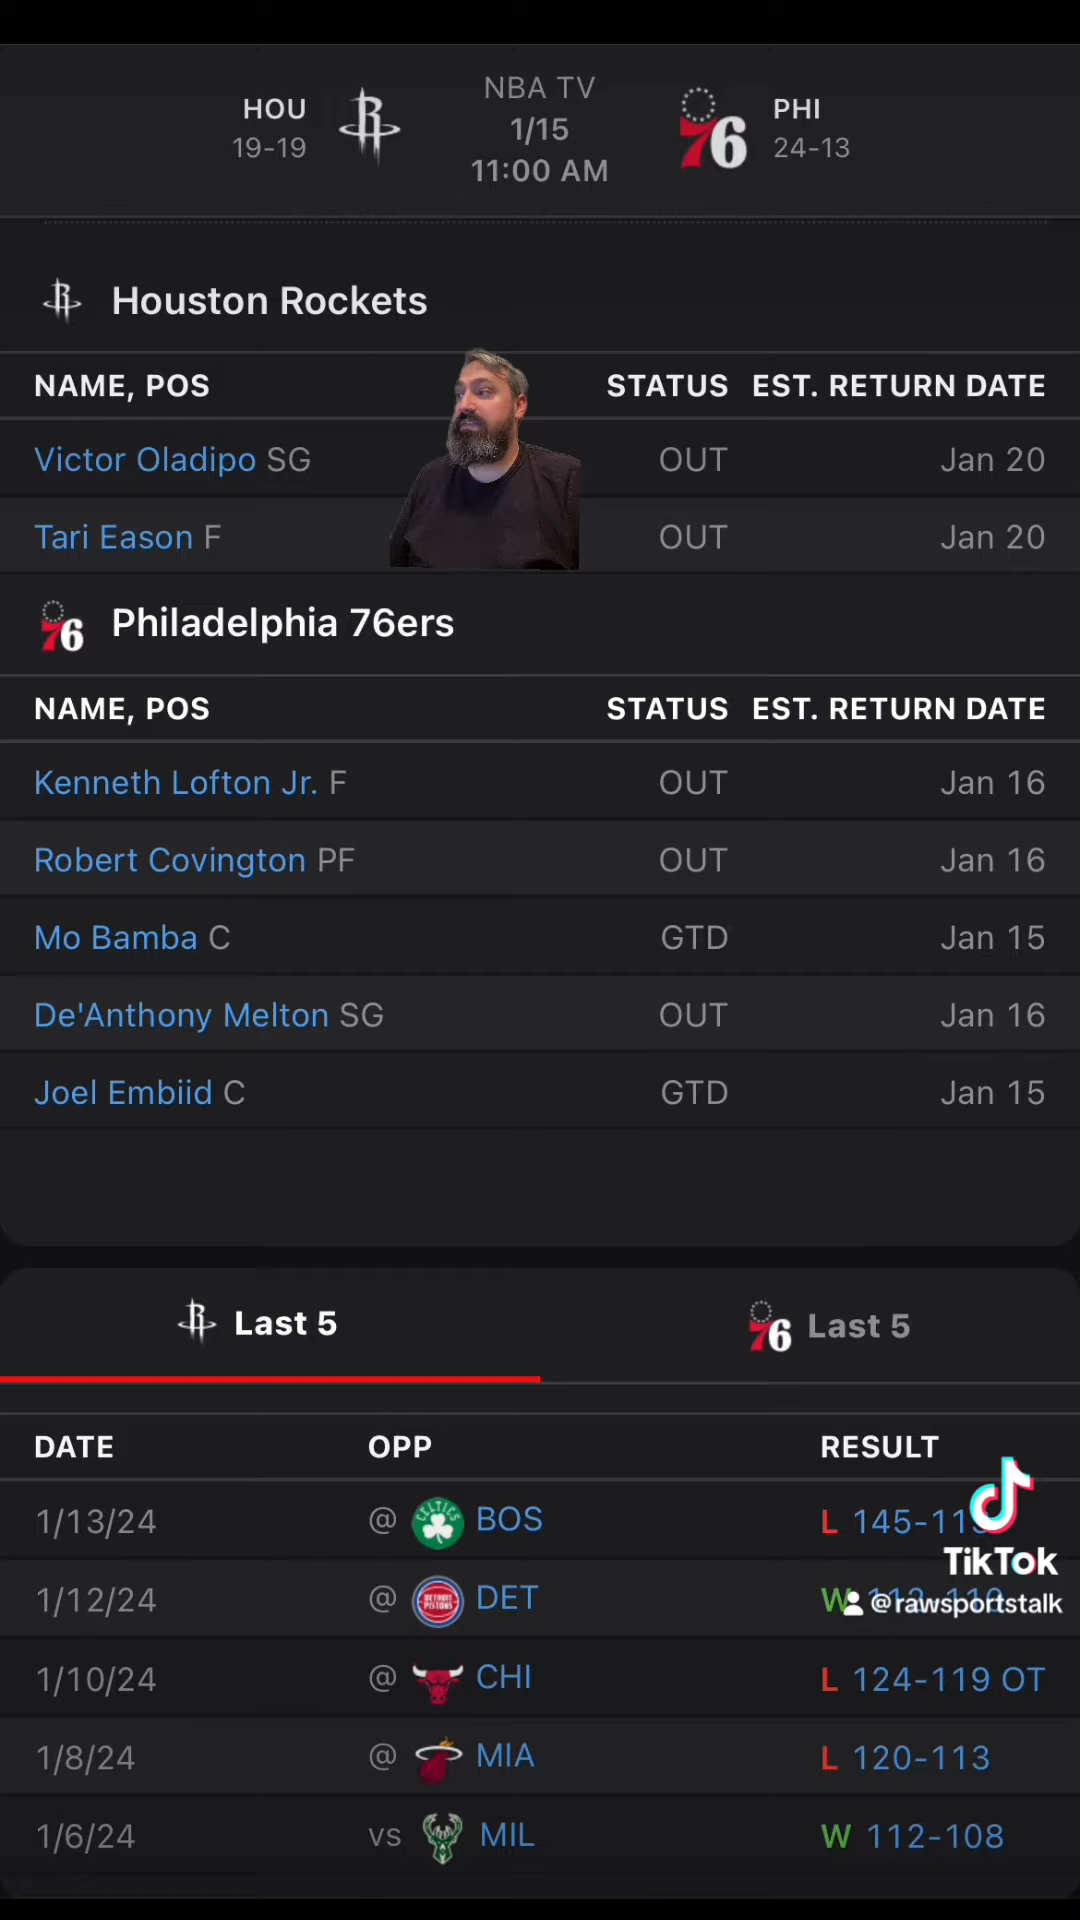 NBA TV
HOU
1/15
PHI
19-19
24-13
11:00 AM
Houston Rockets
NAME, POS STATUS EST. RETURN DATE
Victor Oladipo SG OUT Jan 20
Tari Eason F OUT Jan 20
Philadelphia 76ers
NAME, POS STATUS EST. RETURN DATE
Kenneth Lofton Jr. F OUT Jan 16
Robert Covington PF OUT Jan 16
Mo Bamba C GTD Jan 15
De'Anthony Melton SG OUT Jan 16
Joel Embiid C GTD Jan 15
Last 5
Last 5
DATE OPP RESULT
1/13/24 @ BOS L
TikTok
1/12/24 @ DET W
@rawsportstalk
1/10/24 @ CHI L 124-119 OT
1/8/24 @ MIA L 120-113
1/6/24 vs MIL W 112-108